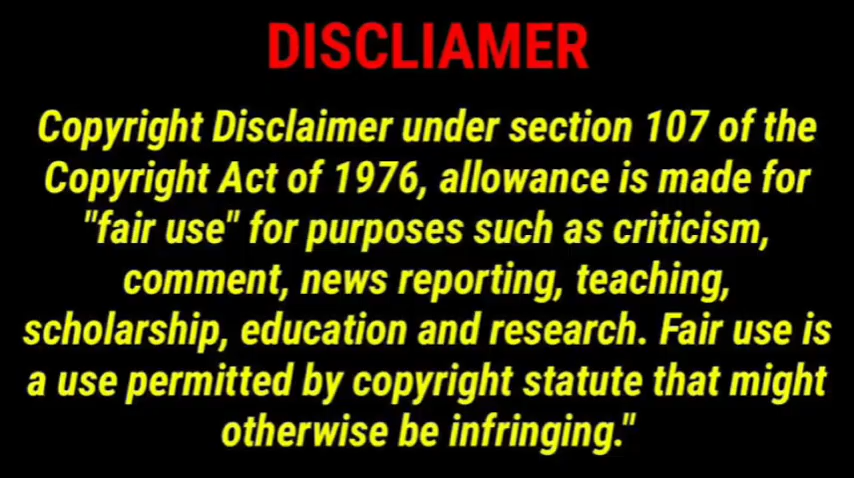 DISCLIAMER
Copyright Disclaimer under section 107 of the
Copyright Act of 1976, allowance is made for
"fair use" for purposes such as criticism,
comment, news reporting, teaching,
scholarship, education and research. Fair use is
a use permitted by copyright statute that might
otherwise be infringing."